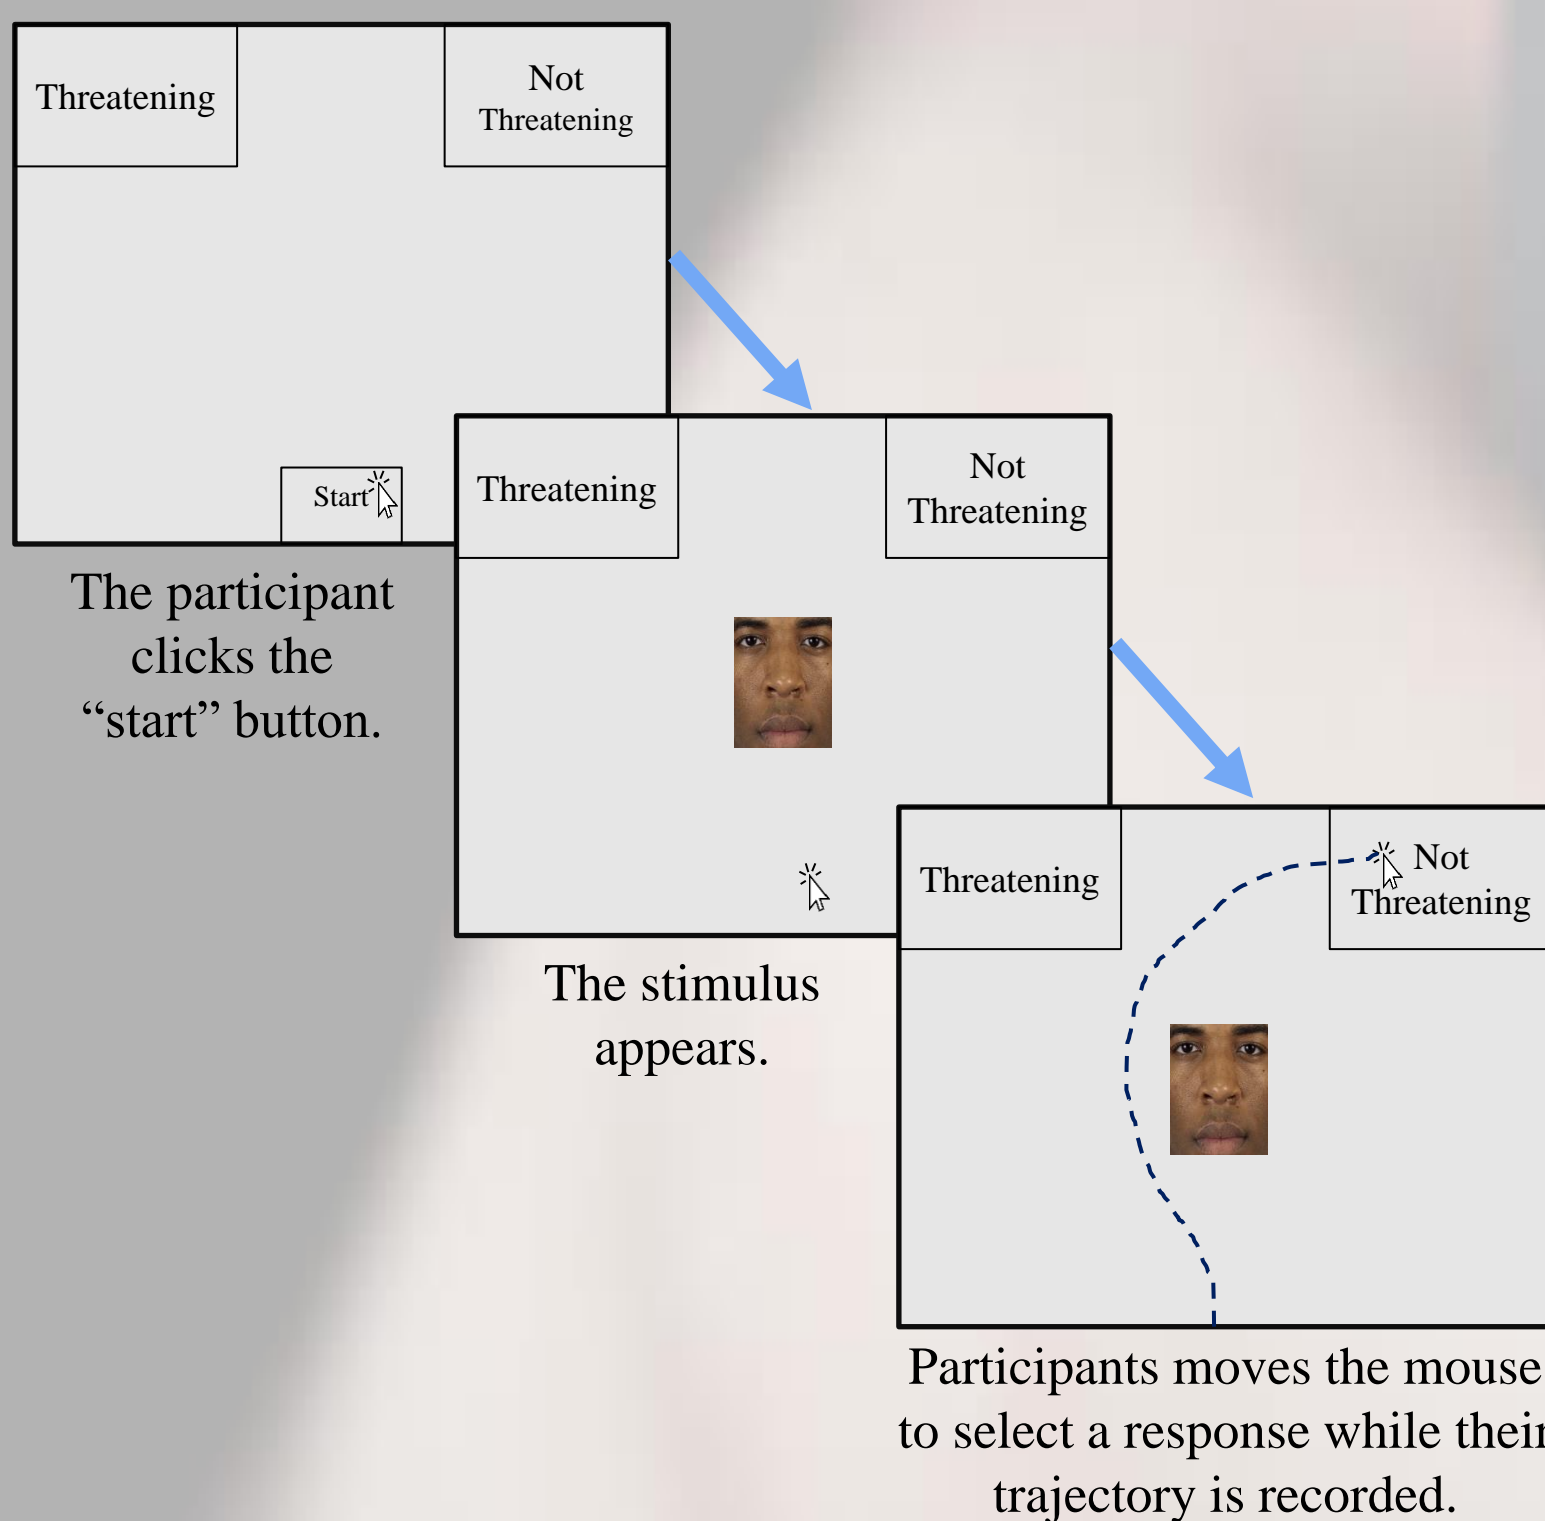 Threatening
Not
Threatening
Start
The participant
clicks the
“start” button.
Threatening
Not
Threatening
The stimulus
appears.
Threatening
Not
Threatening
Participants moves the mouse
to select a response while their
trajectory is recorded.